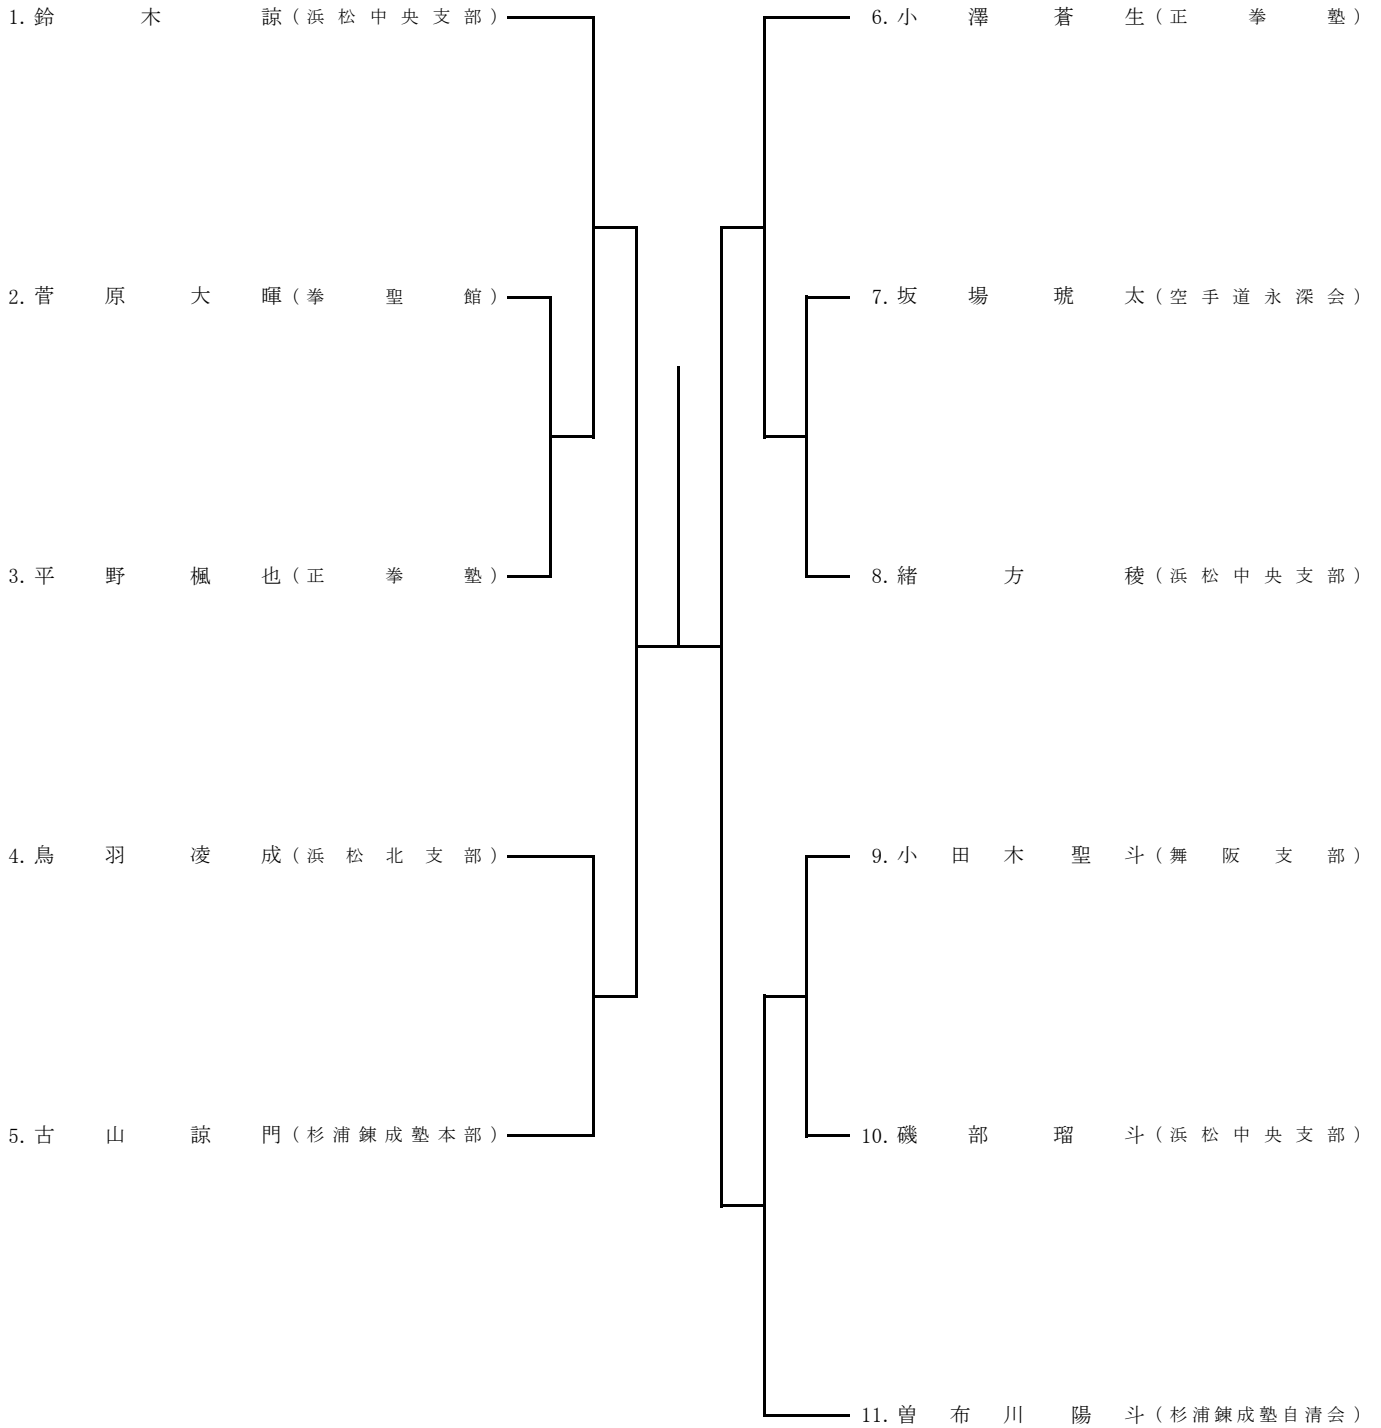 1. 鈴木諒（浜松中央支部）
2. 菅原大暉（拳聖館）
3. 平野楓也（正拳塾）
4. 鳥羽凌成（浜松北支部）
5. 古山諒門（杉浦錬成塾本部）
6. 小澤蒼生（正拳塾）
7. 坂場琥太（空手道永深会）
8. 緒方稜（浜松中央支部）
9. 小田木聖斗（舞阪支部）
10. 磯部瑠斗（浜松中央支部）
11. 曽布川陽斗（杉浦錬成塾自清会）